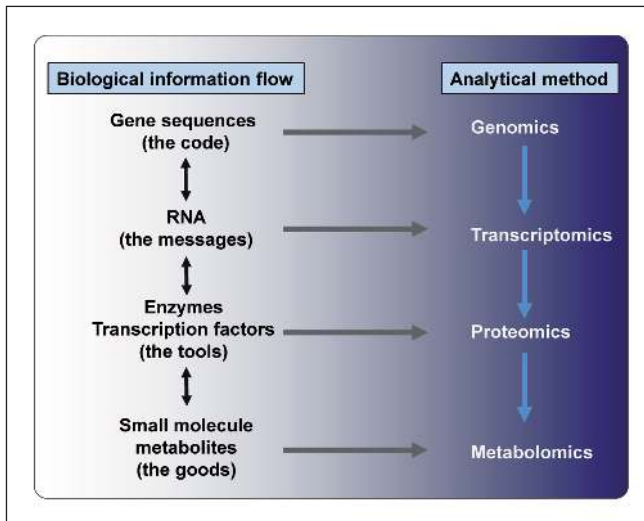 Biological information flow
Analytical method
Gene sequences
(the code)
Genomics
RNA
(the messages)
Transcriptomics
Enzymes
Transcription factors
(the tools)
Proteomics
Small molecule
metabolites
(the goods)
Metabolomics